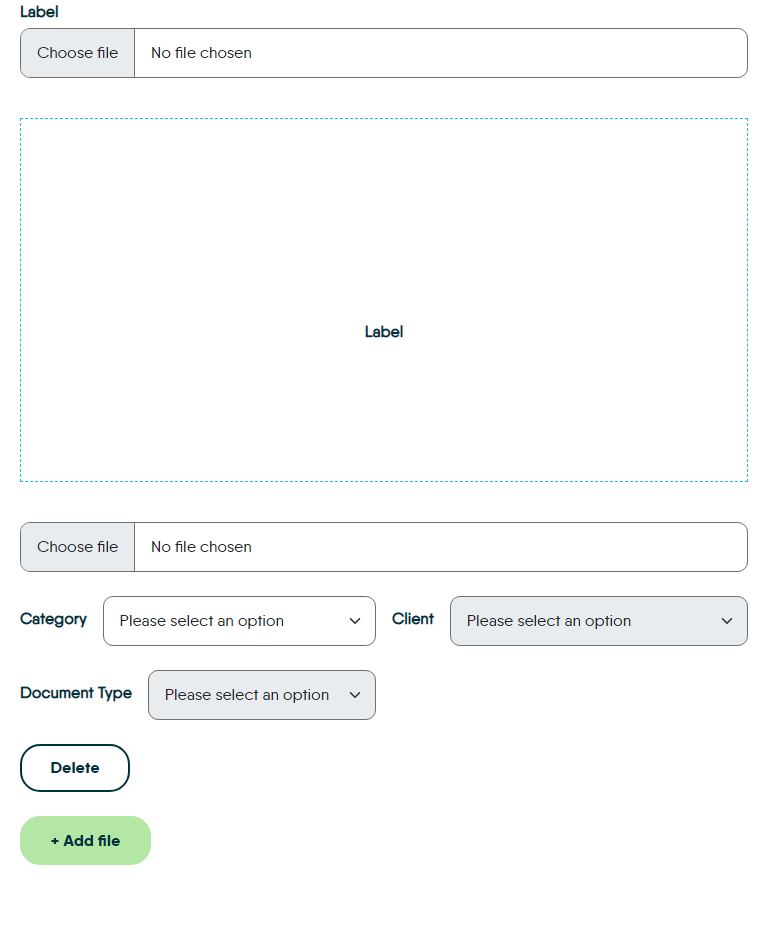 Label
Choose file No file chosen
Label
Choose file No file chosen
Category Please select an option Client Please select an option
Document Type Please select an option
Delete
+ Add file